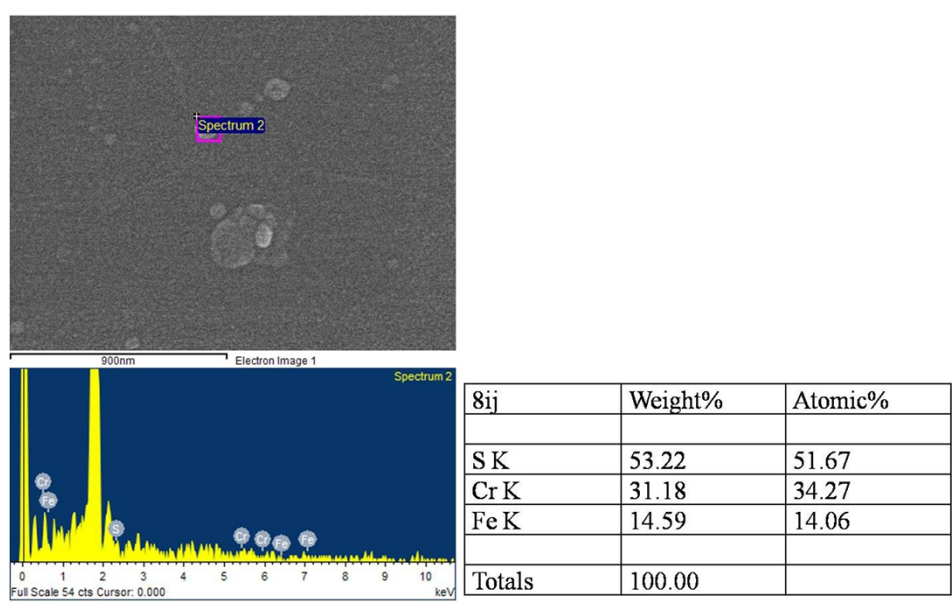 Spectrum 2
900nm Electron Image 1
Spectrum 2
Cr
Fe
S
Cr
Cr
Fe
Fe
0 1 2 3 4 5 6 7 8 9 10
Full Scale 54 cts Cursor: 0.000 keV
8ij Weight% Atomic%
S K 53.22 51.67
Cr K 31.18 34.27
Fe K 14.59 14.06
Totals 100.00